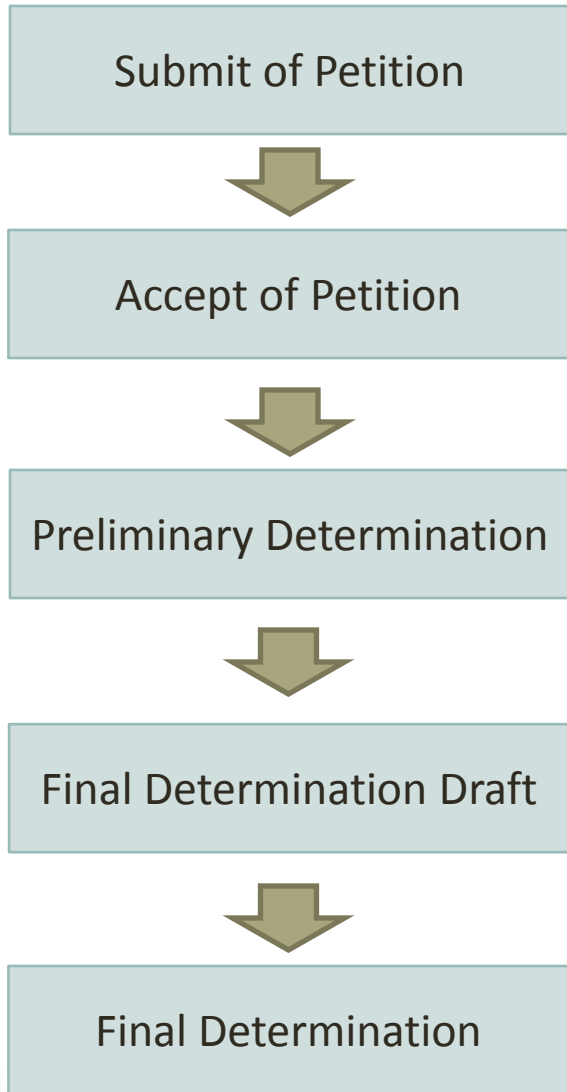 Submit of Petition
Accept of Petition
Preliminary Determination
Final Determination Draft
Final Determination